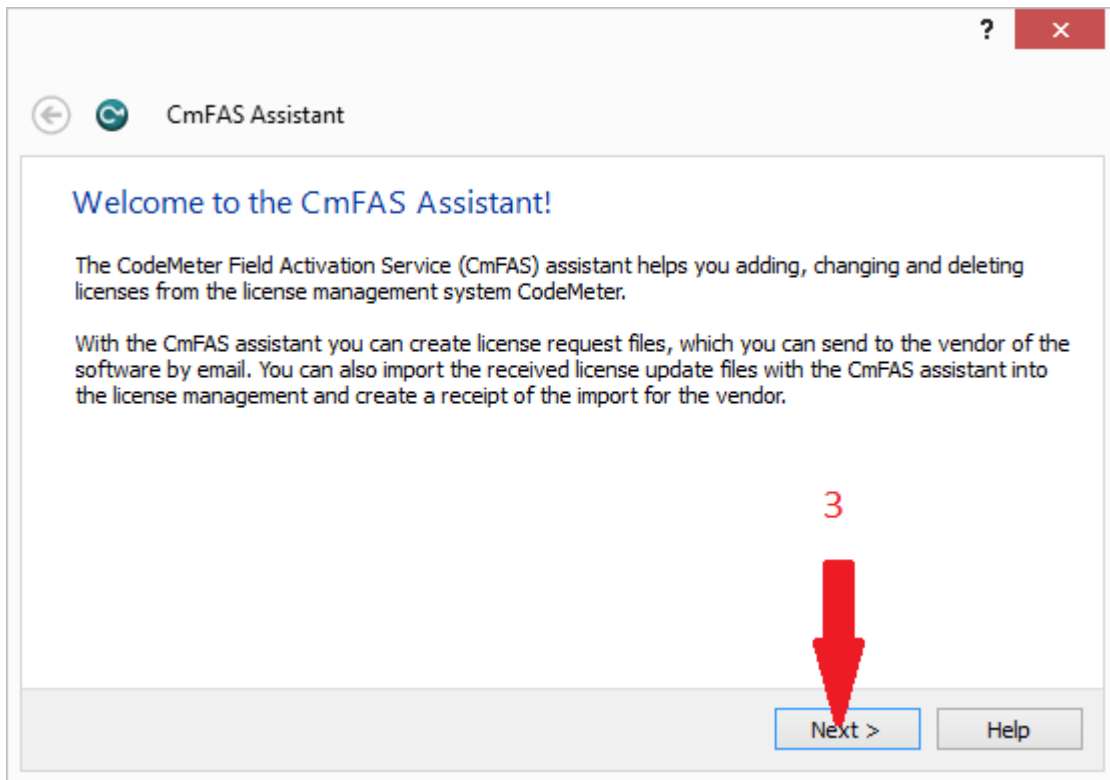 ?
CmFAS Assistant
Welcome to the CmFAS Assistant!
The CodeMeter Field Activation Service (CmFAS) assistant helps you adding, changing and deleting
licenses from the license management system CodeMeter.
With the CmFAS assistant you can create license request files, which you can send to the vendor of the
software by email. You can also import the received license update files with the CmFAS assistant into
the license management and create a receipt of the import for the vendor.
3
Next >
Help